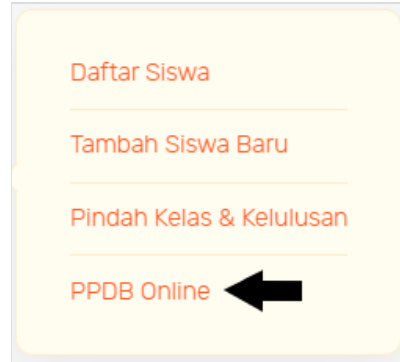 Daftar Siswa
Tambah Siswa Baru
Pindah Kelas & Kelulusan
PPDB Online